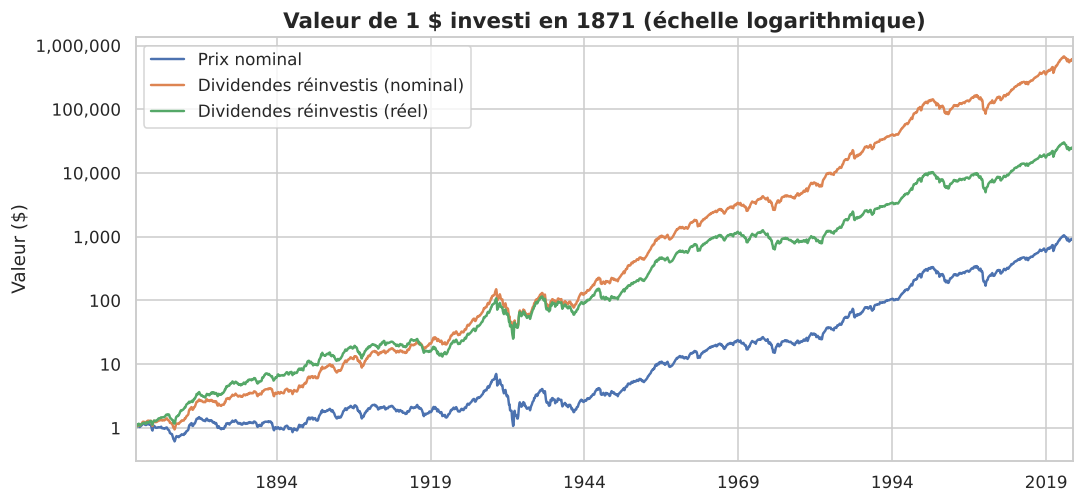 Valeur de 1 $ investi en 1871 (échelle logarithmique)
Valeur ($)
1,000,000
100,000
10,000
1,000
100
10
1
Prix nominal
Dividendes réinvestis (nominal)
Dividendes réinvestis (réel)
1894 1919 1944 1969 1994 2019